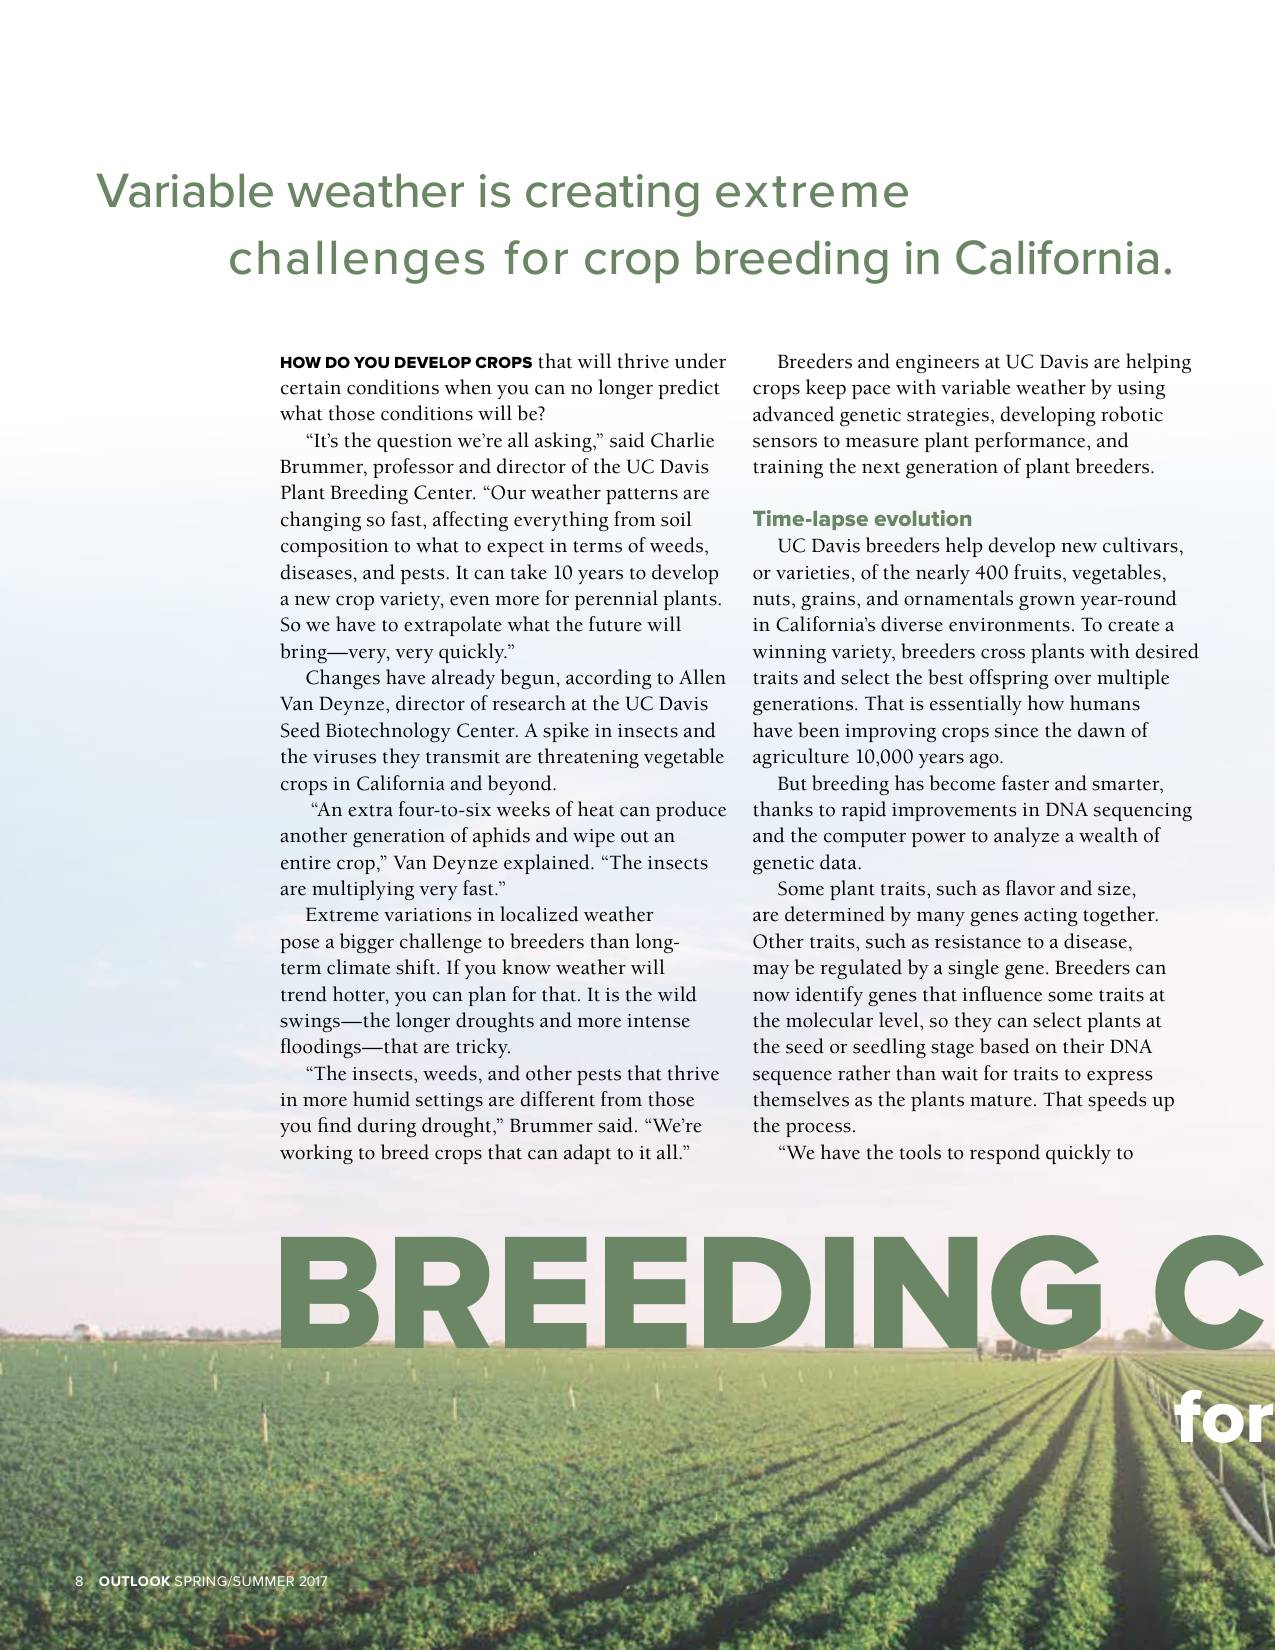 Variable weather is creating extreme
challenges for crop breeding in California.
HOW DO YOU DEVELOP CROPS that will thrive under
certain conditions when you can no longer predict
what those conditions will be?
“It’s the question we’re all asking,” said Charlie
Brummer, professor and director of the UC Davis
Plant Breeding Center. “Our weather patterns are
changing so fast, affecting everything from soil
composition to what to expect in terms of weeds,
diseases, and pests. It can take 10 years to develop
a new crop variety, even more for perennial plants.
So we have to extrapolate what the future will
bring—very, very quickly.”
Changes have already begun, according to Allen
Van Deynze, director of research at the UC Davis
Seed Biotechnology Center. A spike in insects and
the viruses they transmit are threatening vegetable
crops in California and beyond.
“An extra four-to-six weeks of heat can produce
another generation of aphids and wipe out an
entire crop,” Van Deynze explained. “The insects
are multiplying very fast.”
Extreme variations in localized weather
pose a bigger challenge to breeders than long-
term climate shift. If you know weather will
trend hotter, you can plan for that. It is the wild
swings—the longer droughts and more intense
floodings—that are tricky.
“The insects, weeds, and other pests that thrive
in more humid settings are different from those
you find during drought,” Brummer said. “We’re
working to breed crops that can adapt to it all.”
Breeders and engineers at UC Davis are helping
crops keep pace with variable weather by using
advanced genetic strategies, developing robotic
sensors to measure plant performance, and
training the next generation of plant breeders.
Time-lapse evolution
UC Davis breeders help develop new cultivars,
or varieties, of the nearly 400 fruits, vegetables,
nuts, grains, and ornamentals grown year-round
in California’s diverse environments. To create a
winning variety, breeders cross plants with desired
traits and select the best offspring over multiple
generations. That is essentially how humans
have been improving crops since the dawn of
agriculture 10,000 years ago.
But breeding has become faster and smarter,
thanks to rapid improvements in DNA sequencing
and the computer power to analyze a wealth of
genetic data.
Some plant traits, such as flavor and size,
are determined by many genes acting together.
Other traits, such as resistance to a disease,
may be regulated by a single gene. Breeders can
now identify genes that influence some traits at
the molecular level, so they can select plants at
the seed or seedling stage based on their DNA
sequence rather than wait for traits to express
themselves as the plants mature. That speeds up
the process.
“We have the tools to respond quickly to
BREEDING C
for
8 OUTLOOK SPRING/SUMMER 2017